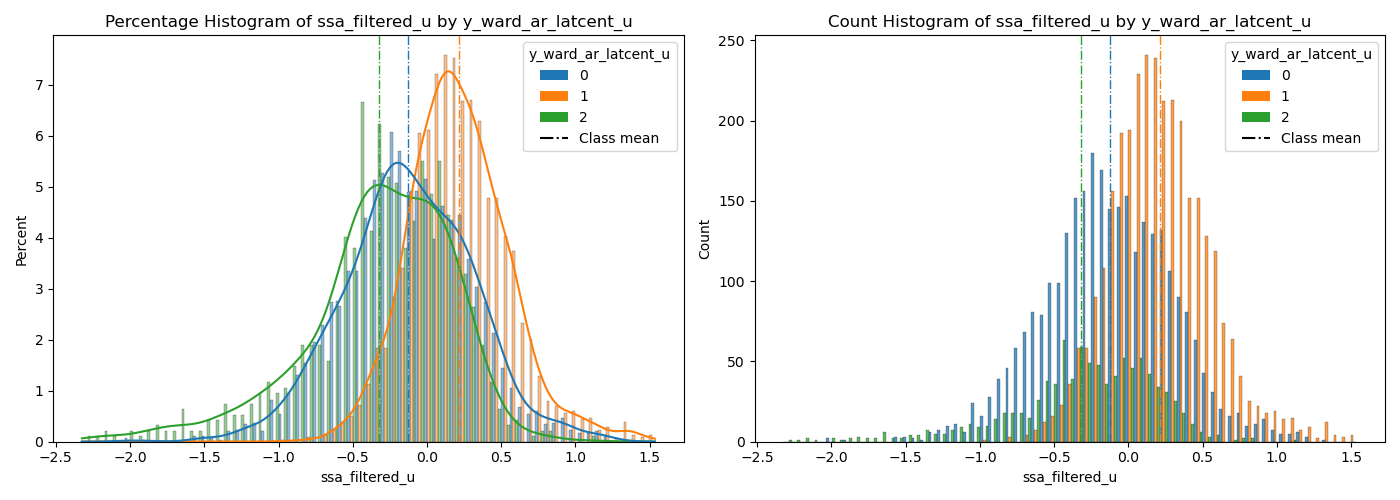 Percentage Histogram of ssa_filtered_u by y_ward_ar_latcent_u
y_ward_ar_latcent_u
0
1
2
Class mean
Percent
7
6
5
4
3
2
1
0
−2.5 −2.0 −1.5 −1.0 −0.5 0.0 0.5 1.0 1.5
ssa_filtered_u
Count Histogram of ssa_filtered_u by y_ward_ar_latcent_u
y_ward_ar_latcent_u
0
1
2
Class mean
Count
250
200
150
100
50
0
−2.5 −2.0 −1.5 −1.0 −0.5 0.0 0.5 1.0 1.5
ssa_filtered_u